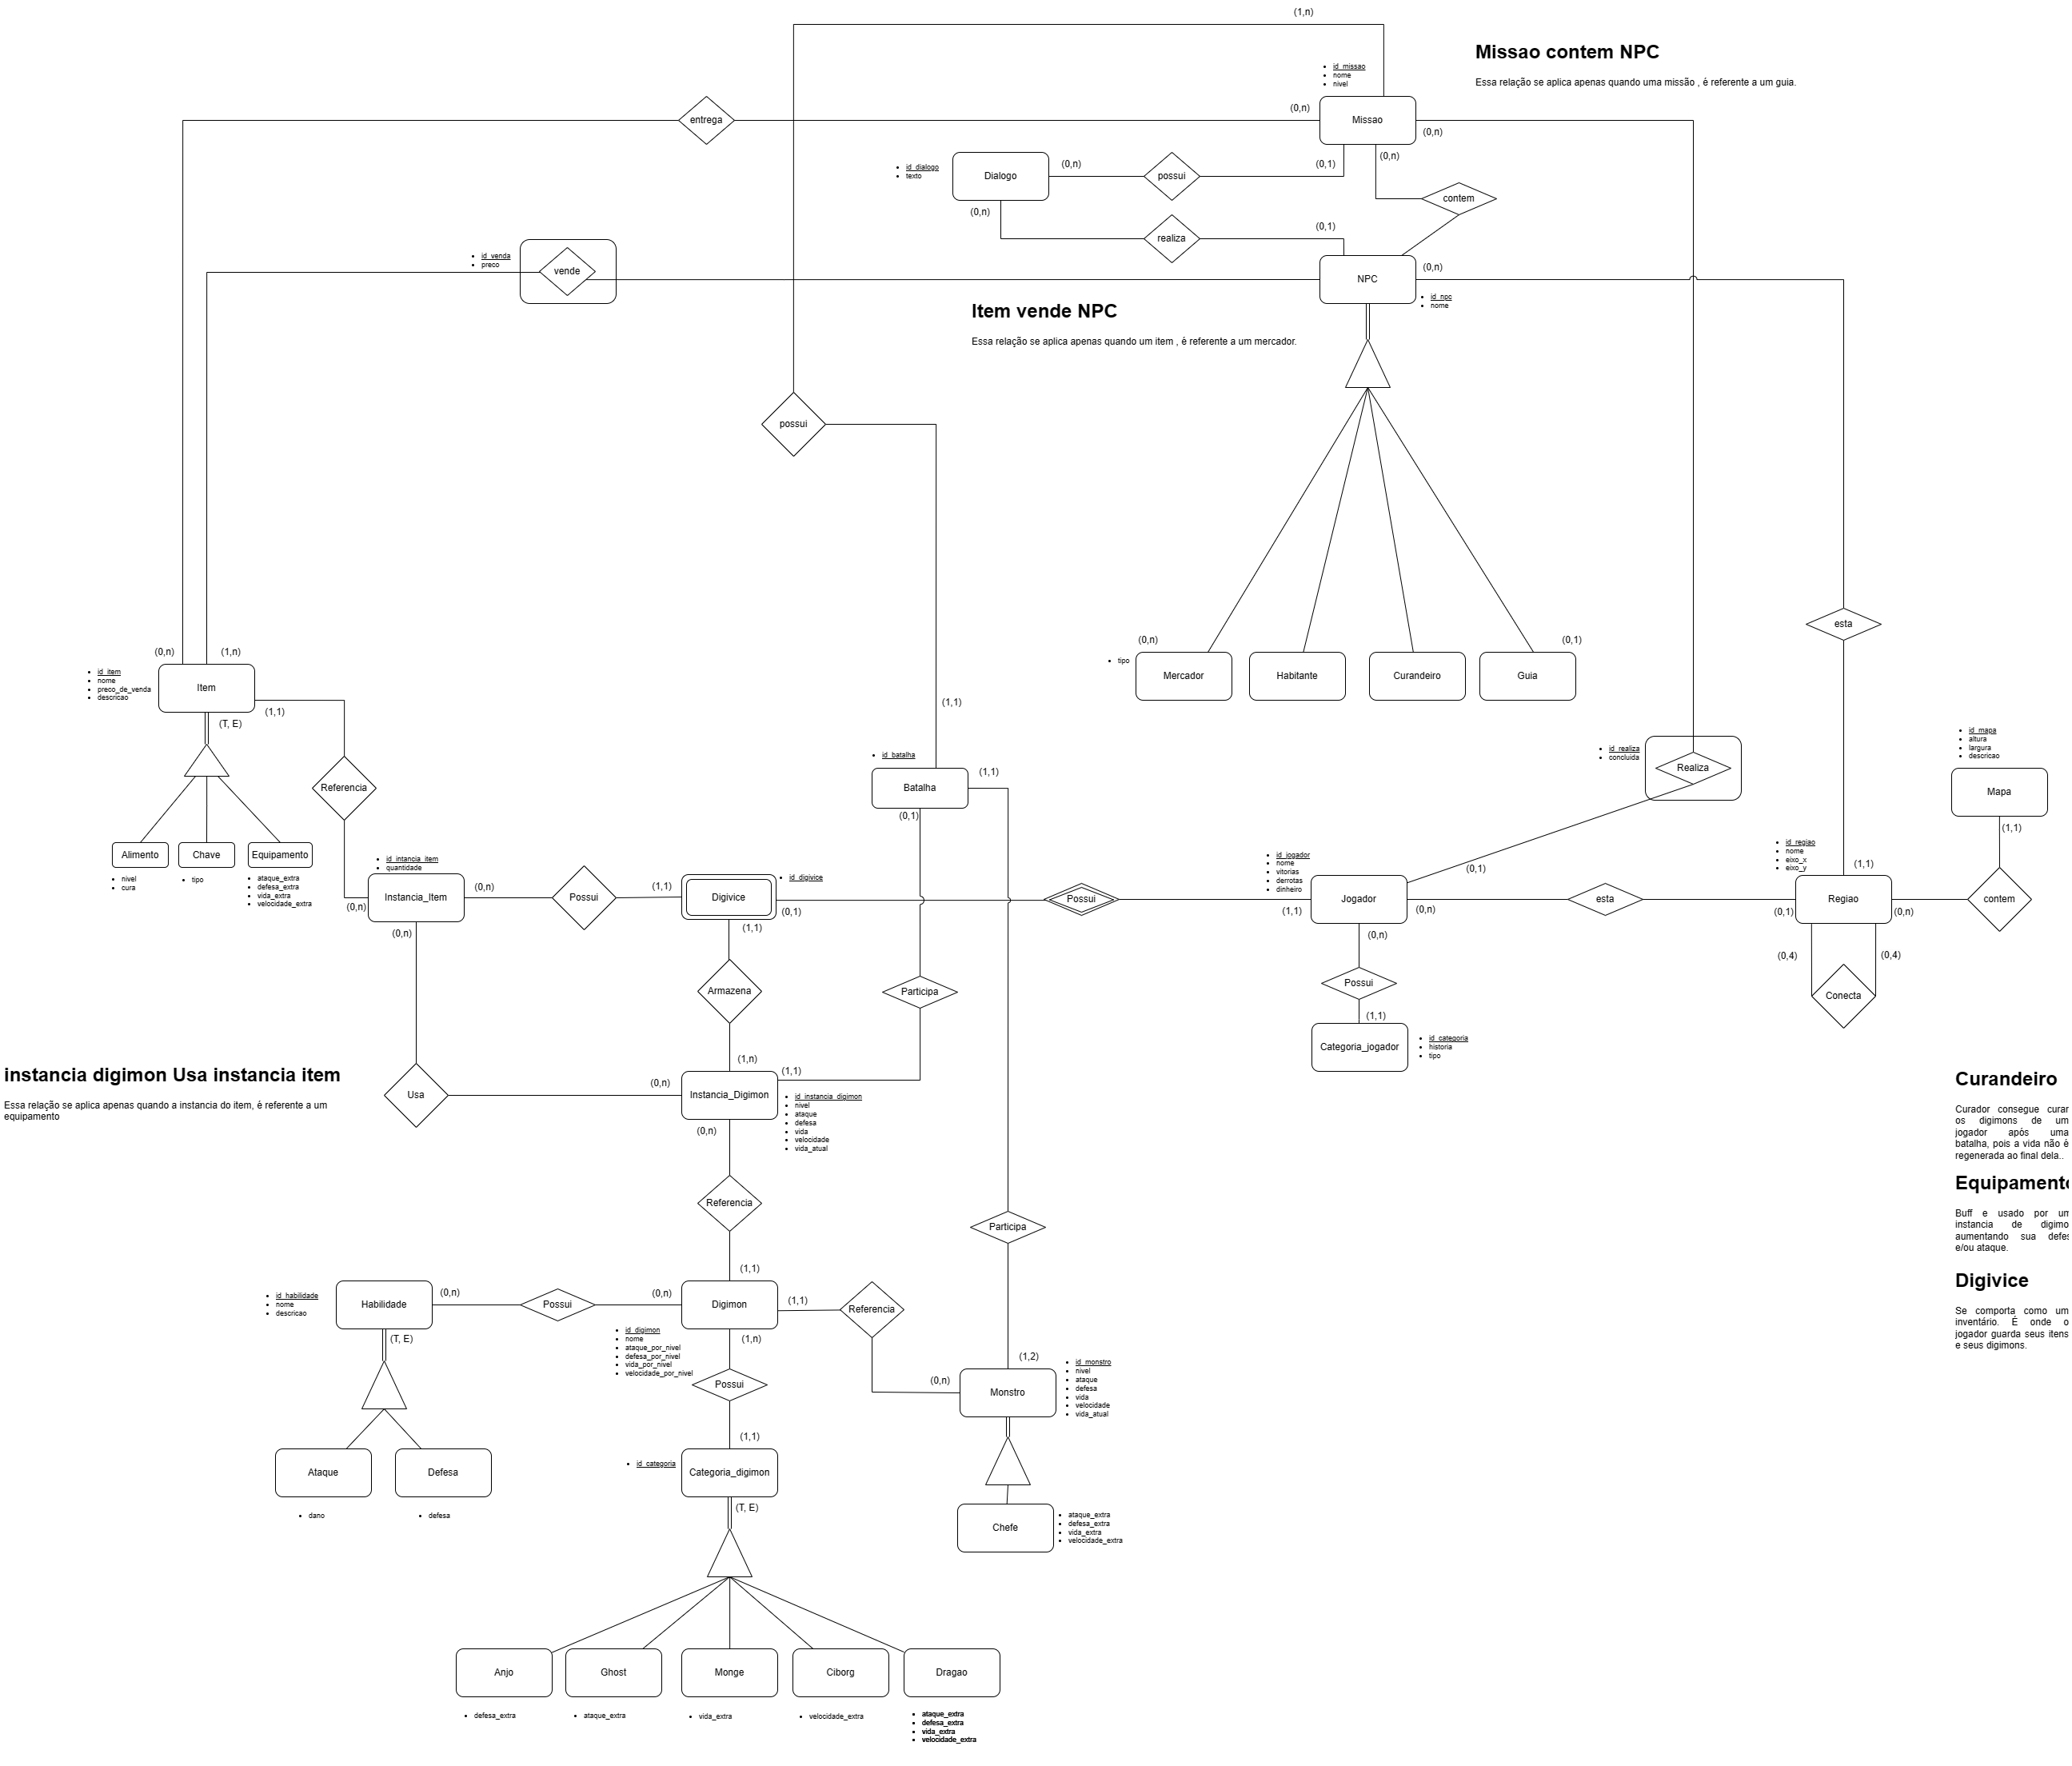 (1,n)
Missao contem NPC
Essa relação se aplica apenas quando uma missão , é referente a um guia.
id_missao
nome
nivel
(0,n)
Missao
(0,n)
entrega
(0,n)
(0,1)
(0,n)
id_dialogo
texto
Dialogo
possui
contem
(0,n)
(0,1)
realiza
id_venda
preco
vende
NPC
(0,n)
id_npc
nome
Item vende NPC
Essa relação se aplica apenas quando um item , é referente a um mercador.
possui
esta
(0,n)
(0,1)
tipo
Mercador
Habitante
Curandeiro
Guia
(0,n)
(1,n)
id_item
nome
preco_de_venda
descricao
Item
(T, E)
(1,1)
(1,1)
id_batalha
Batalha
(1,1)
(0,1)
id_realiza
concluida
Realiza
id_mapa
altura
largura
descricao
Mapa
(1,1)
Referencia
Alimento
Chave
Equipamento
nivel
cura
tipo
ataque_extra
defesa_extra
vida_extra
velocidade_extra
id_intancia_item
quantidade
(0,n)
Instancia_Item
(0,n)
(0,n)
Possui
(1,1)
Digivice
id_digivice
(0,1)
(1,1)
Possui
id_jogador
nome
vitorias
derrotas
dinheiro
(1,1)
Jogador
(0,1)
(0,n)
(0,n)
esta
id_regiao
nome
eixo_x
eixo_y
(1,1)
(0,1)
Regiao
(0,n)
contem
(0,4)
(0,4)
Conecta
Armazena
Participa
Possui
(1,1)
Categoria_jogador
id_categoria
historia
tipo
instancia digimon Usa instancia item
Essa relação se aplica apenas quando a instancia do item, é referente a um
equipamento
Usa
(0,n)
(1,n)
(1,1)
Instancia_Digimon
(0,n)
id_instancia_digimon
nivel
ataque
defesa
vida
velocidade
vida_atual
Curandeiro
Curador consegue curar
os digimons de um
jogador após uma
batalha, pois a vida não é
regenerada ao final dela..
Equipamento
Buff e usado por um
instancia de digimo
aumentando sua defes
e/ou ataque.
Digivice
Se comporta como um
inventário. É onde o
jogador guarda seus itens
e seus digimons.
Referencia
Participa
(1,1)
id_habilidade
nome
descricao
Habilidade
(0,n)
(T, E)
Possui
(0,n)
Digimon
(1,1)
(1,n)
Referencia
id_digimon
nome
ataque_por_nivel
defesa_por_nivel
vida_por_nivel
velocidade_por_nivel
Possui
(0,n)
(1,2)
Monstro
id_monstro
nivel
ataque
defesa
vida
velocidade
vida_atual
Ataque
Defesa
dano
defesa
(1,1)
id_categoria
Categoria_digimon
(T, E)
Chefe
ataque_extra
defesa_extra
vida_extra
velocidade_extra
Anjo
Ghost
Monge
Ciborg
Dragao
defesa_extra
ataque_extra
vida_extra
velocidade_extra
ataque_extra
defesa_extra
vida_extra
velocidade_extra